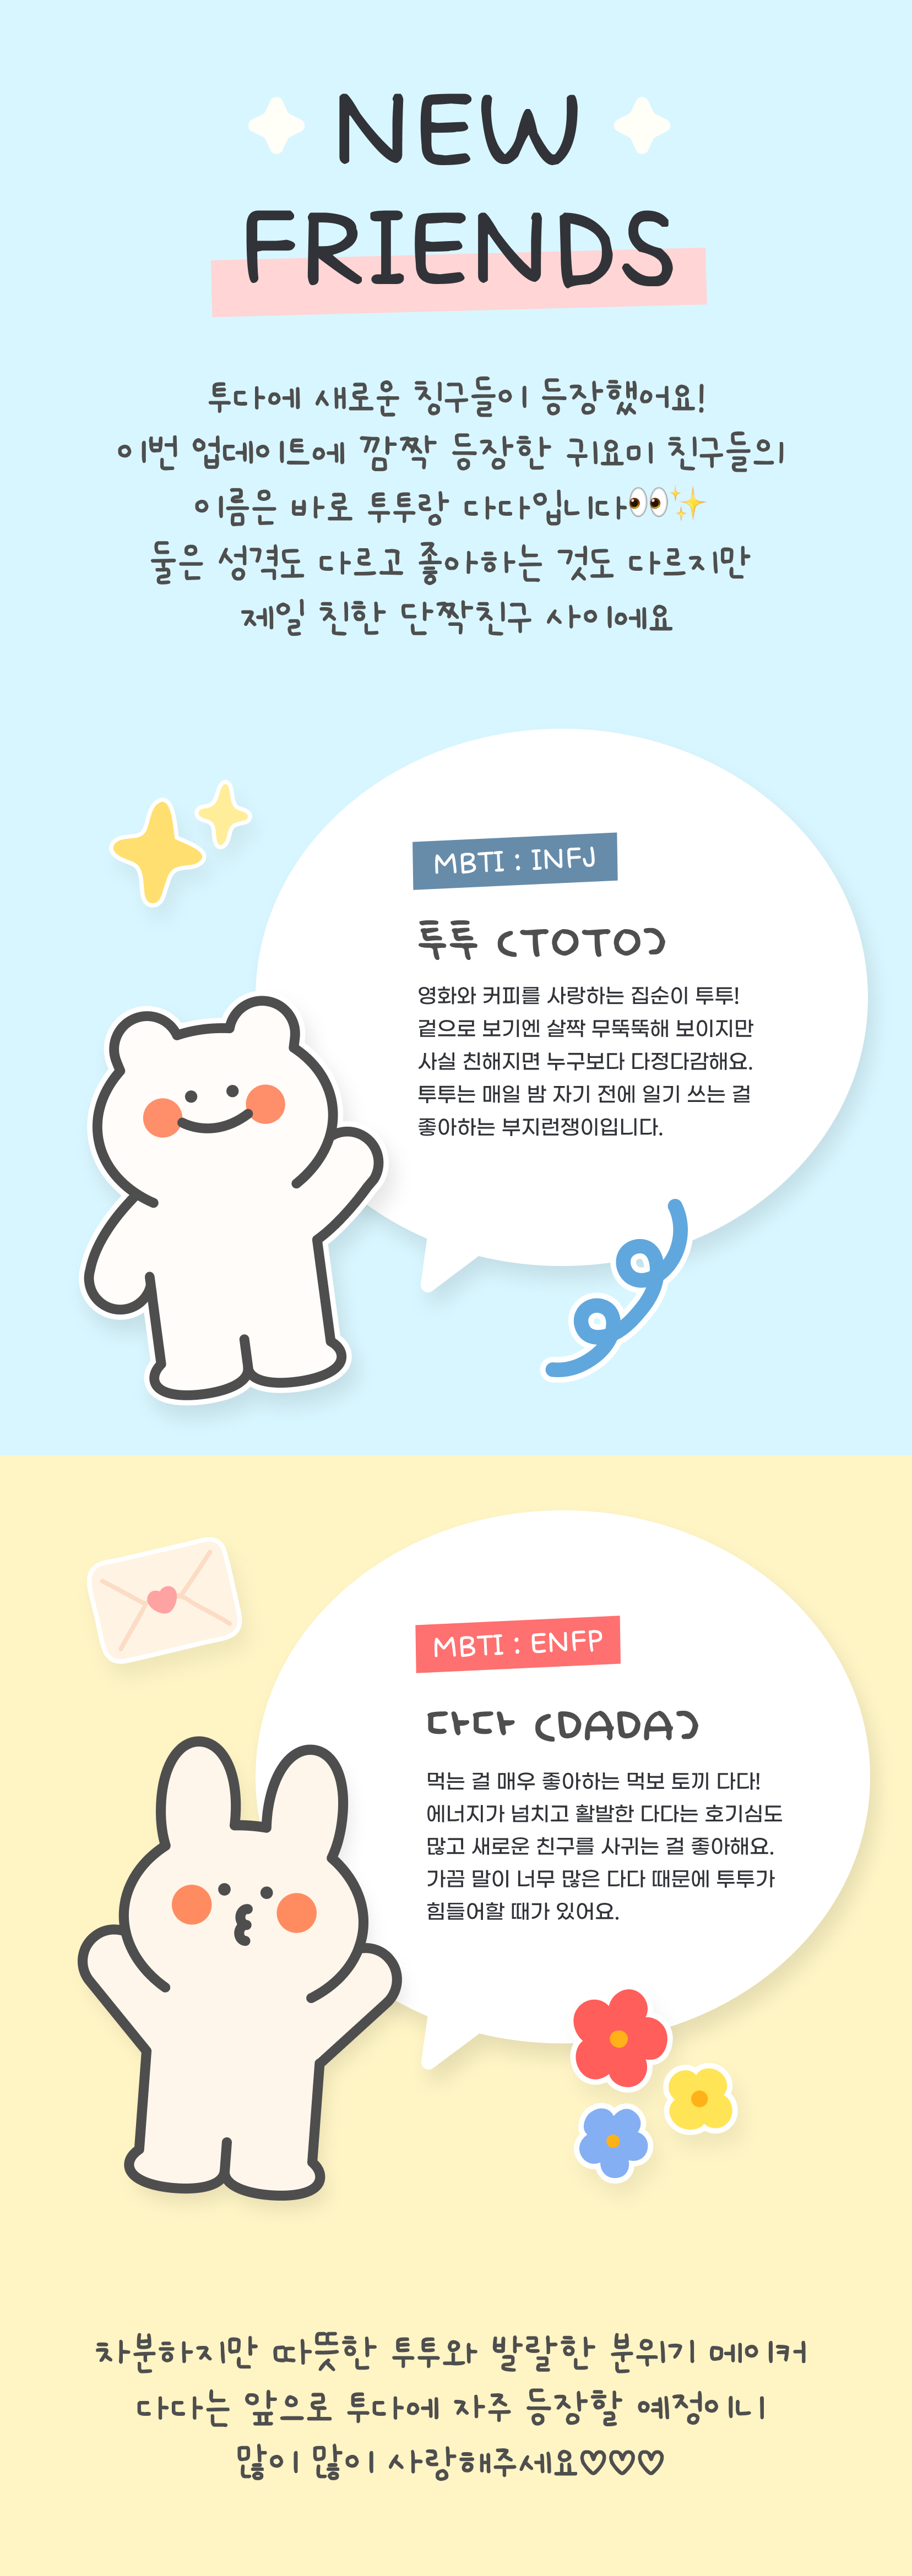 NEW
FRIENDS
투다에 새로운 칭구들이 등장했어요!
이번 업데이트에 깜짝 등장한 귀요미 친구들의
이름은 바로 투투랑 다다입니다👀✨
둘은 성격도 다르고 좋아하는 것도 다르지만
제일 친한 단짝친구 사이에요
MBTI : INFJ
투투 (TOTO)
영화와 커피를 사랑하는 집순이 투투!
겉으로 보기엔 살짝 무뚝뚝해 보이지만
사실 친해지면 누구보다 다정다감해요.
투투는 매일 밤 자기 전에 일기 쓰는 걸
좋아하는 부지런쟁이입니다.
MBTI : ENFP
다다 (DADA)
먹는 걸 매우 좋아하는 먹보 토끼 다다!
에너지가 넘치고 활발한 다다는 호기심도
많고 새로운 친구를 사귀는 걸 좋아해요.
가끔 말이 너무 많은 다다 때문에 투투가
힘들어할 때가 있어요.
차분하지만 따뜻한 투투와 발랄한 분위기 메이커
다다는 앞으로 투다에 자주 등장할 예정이니
많이 많이 사랑해주세요♡♡♡